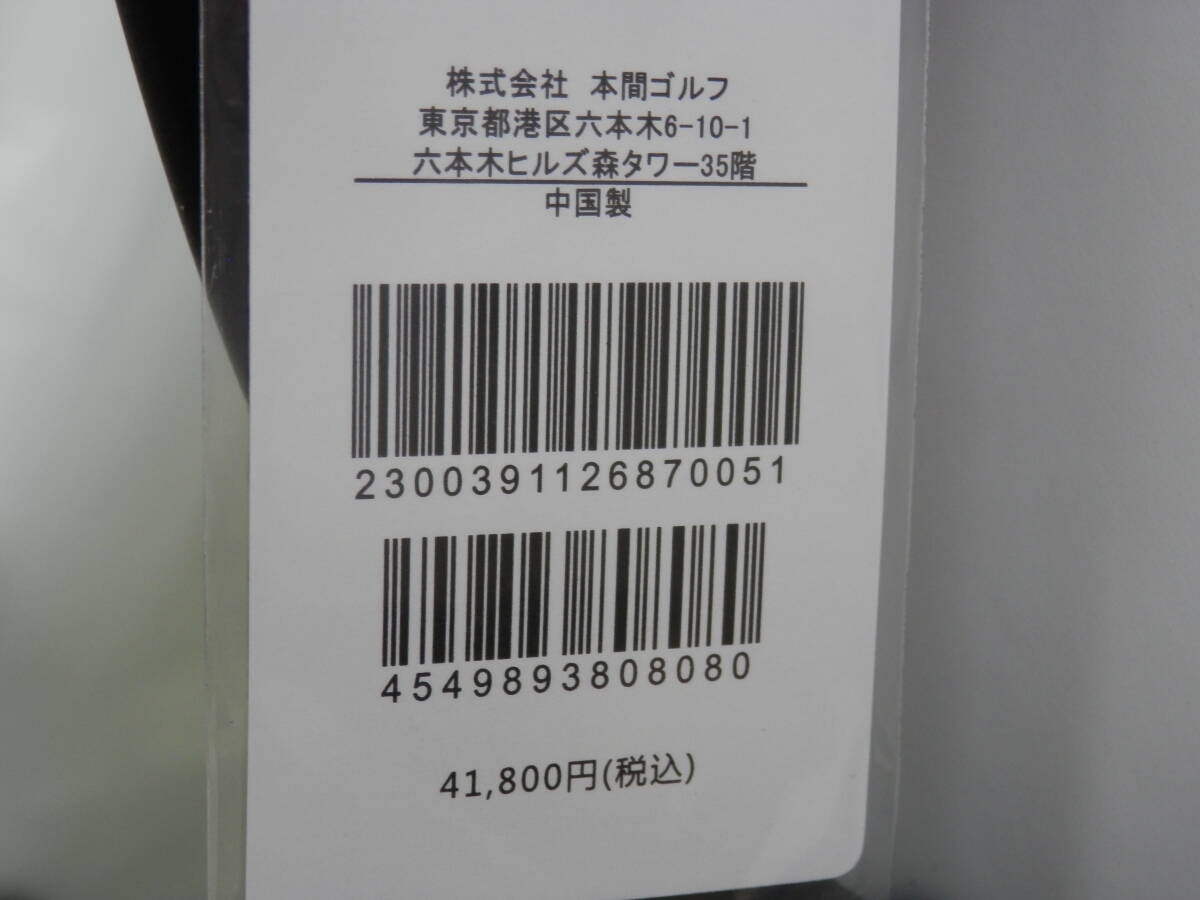 株式会社 本間ゴルフ
東京都港区六本木6-10-1
六本木ヒルズ森タワー35階
中国製
2300391126870051
4549893808080
41,800円(税込)